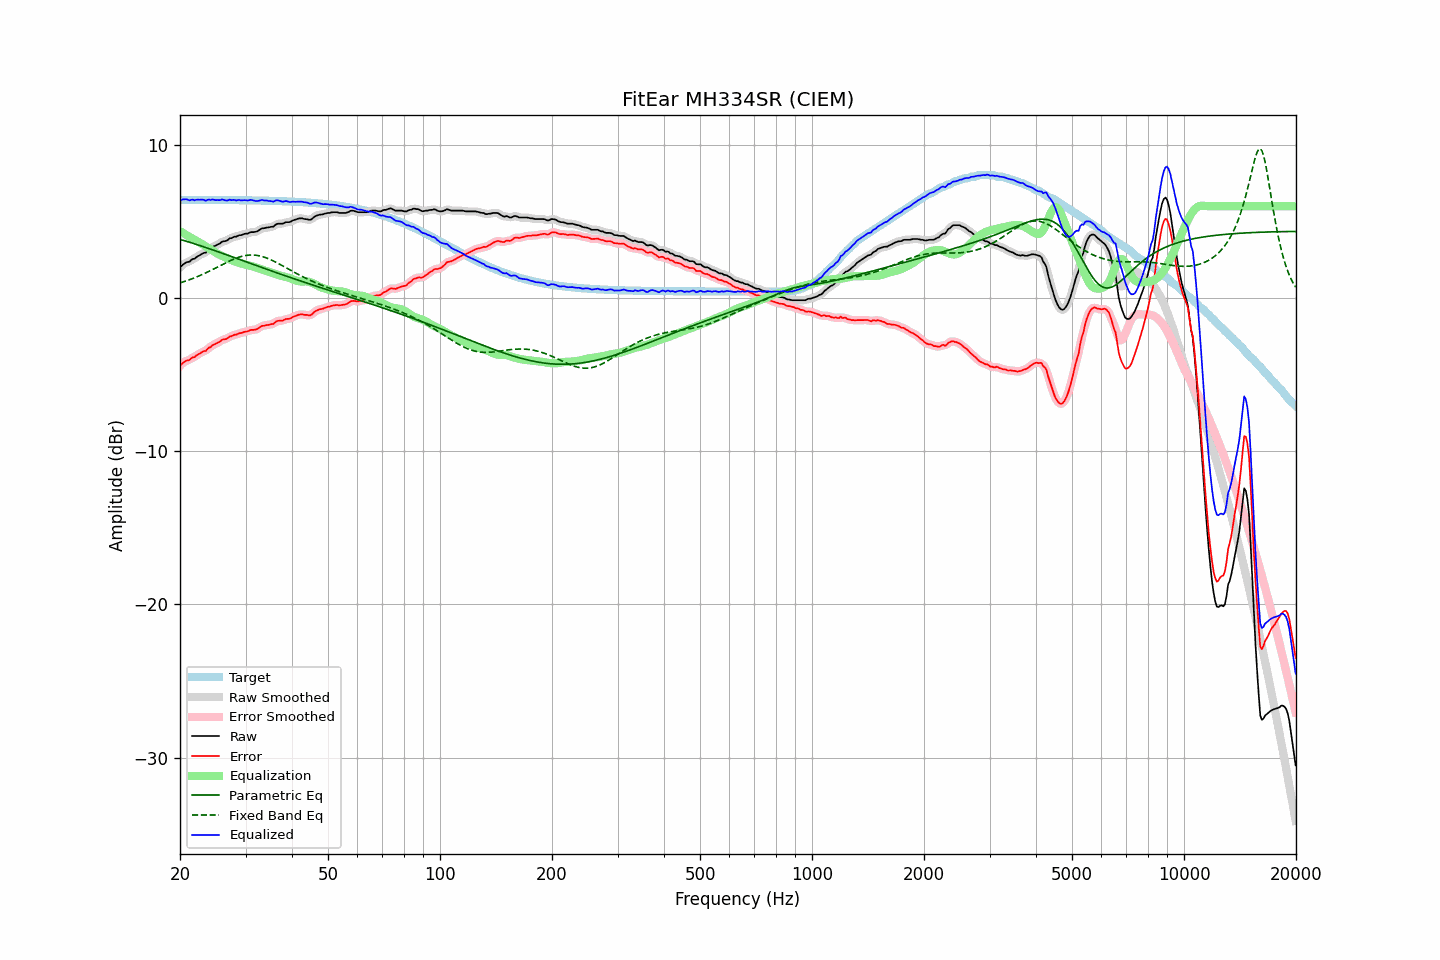 FitEar MH334SR (CIEM)
10
0
−10
−20
−30
Amplitude (dBr)
Target
Raw Smoothed
Error Smoothed
Raw
Error
Equalization
Parametric Eq
Fixed Band Eq
Equalized
20
50
100
200
500
1000
2000
5000
10000
20000
Frequency (Hz)